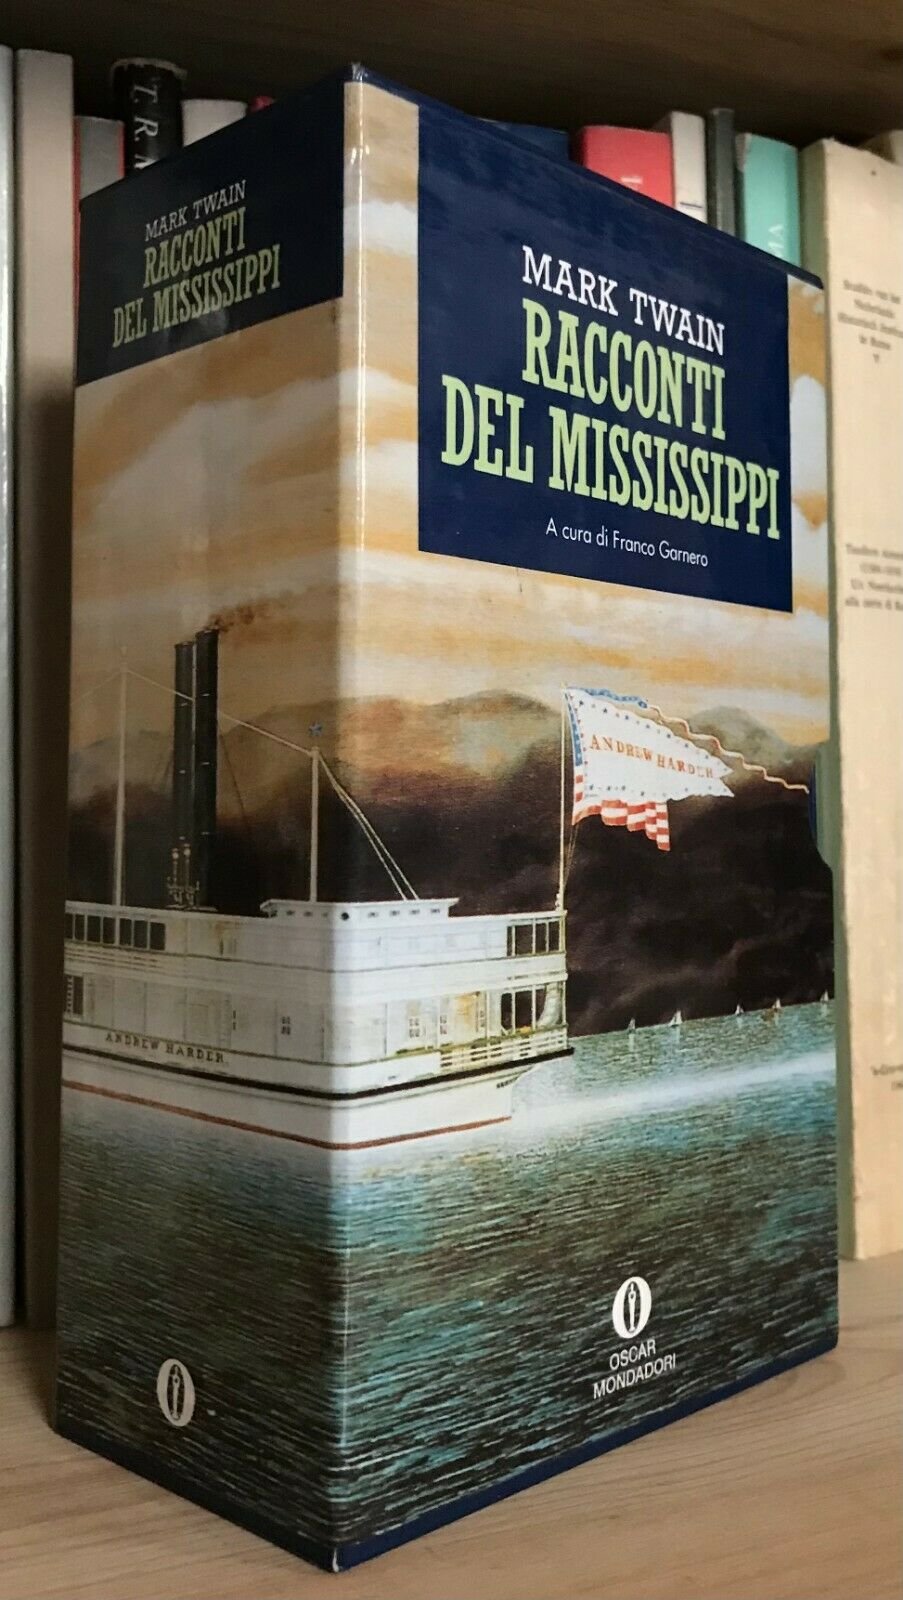 MARK TWAIN
RACCONTI
DEL MISSISSIPPI
MARK TWAIN
RACCONTI
DEL MISSISSIPPI
A cura di Franco Garnero
ANDREW HARDER
ANDREW HARDER.
OSCAR
MONDADORI
T. R.
Nederlands